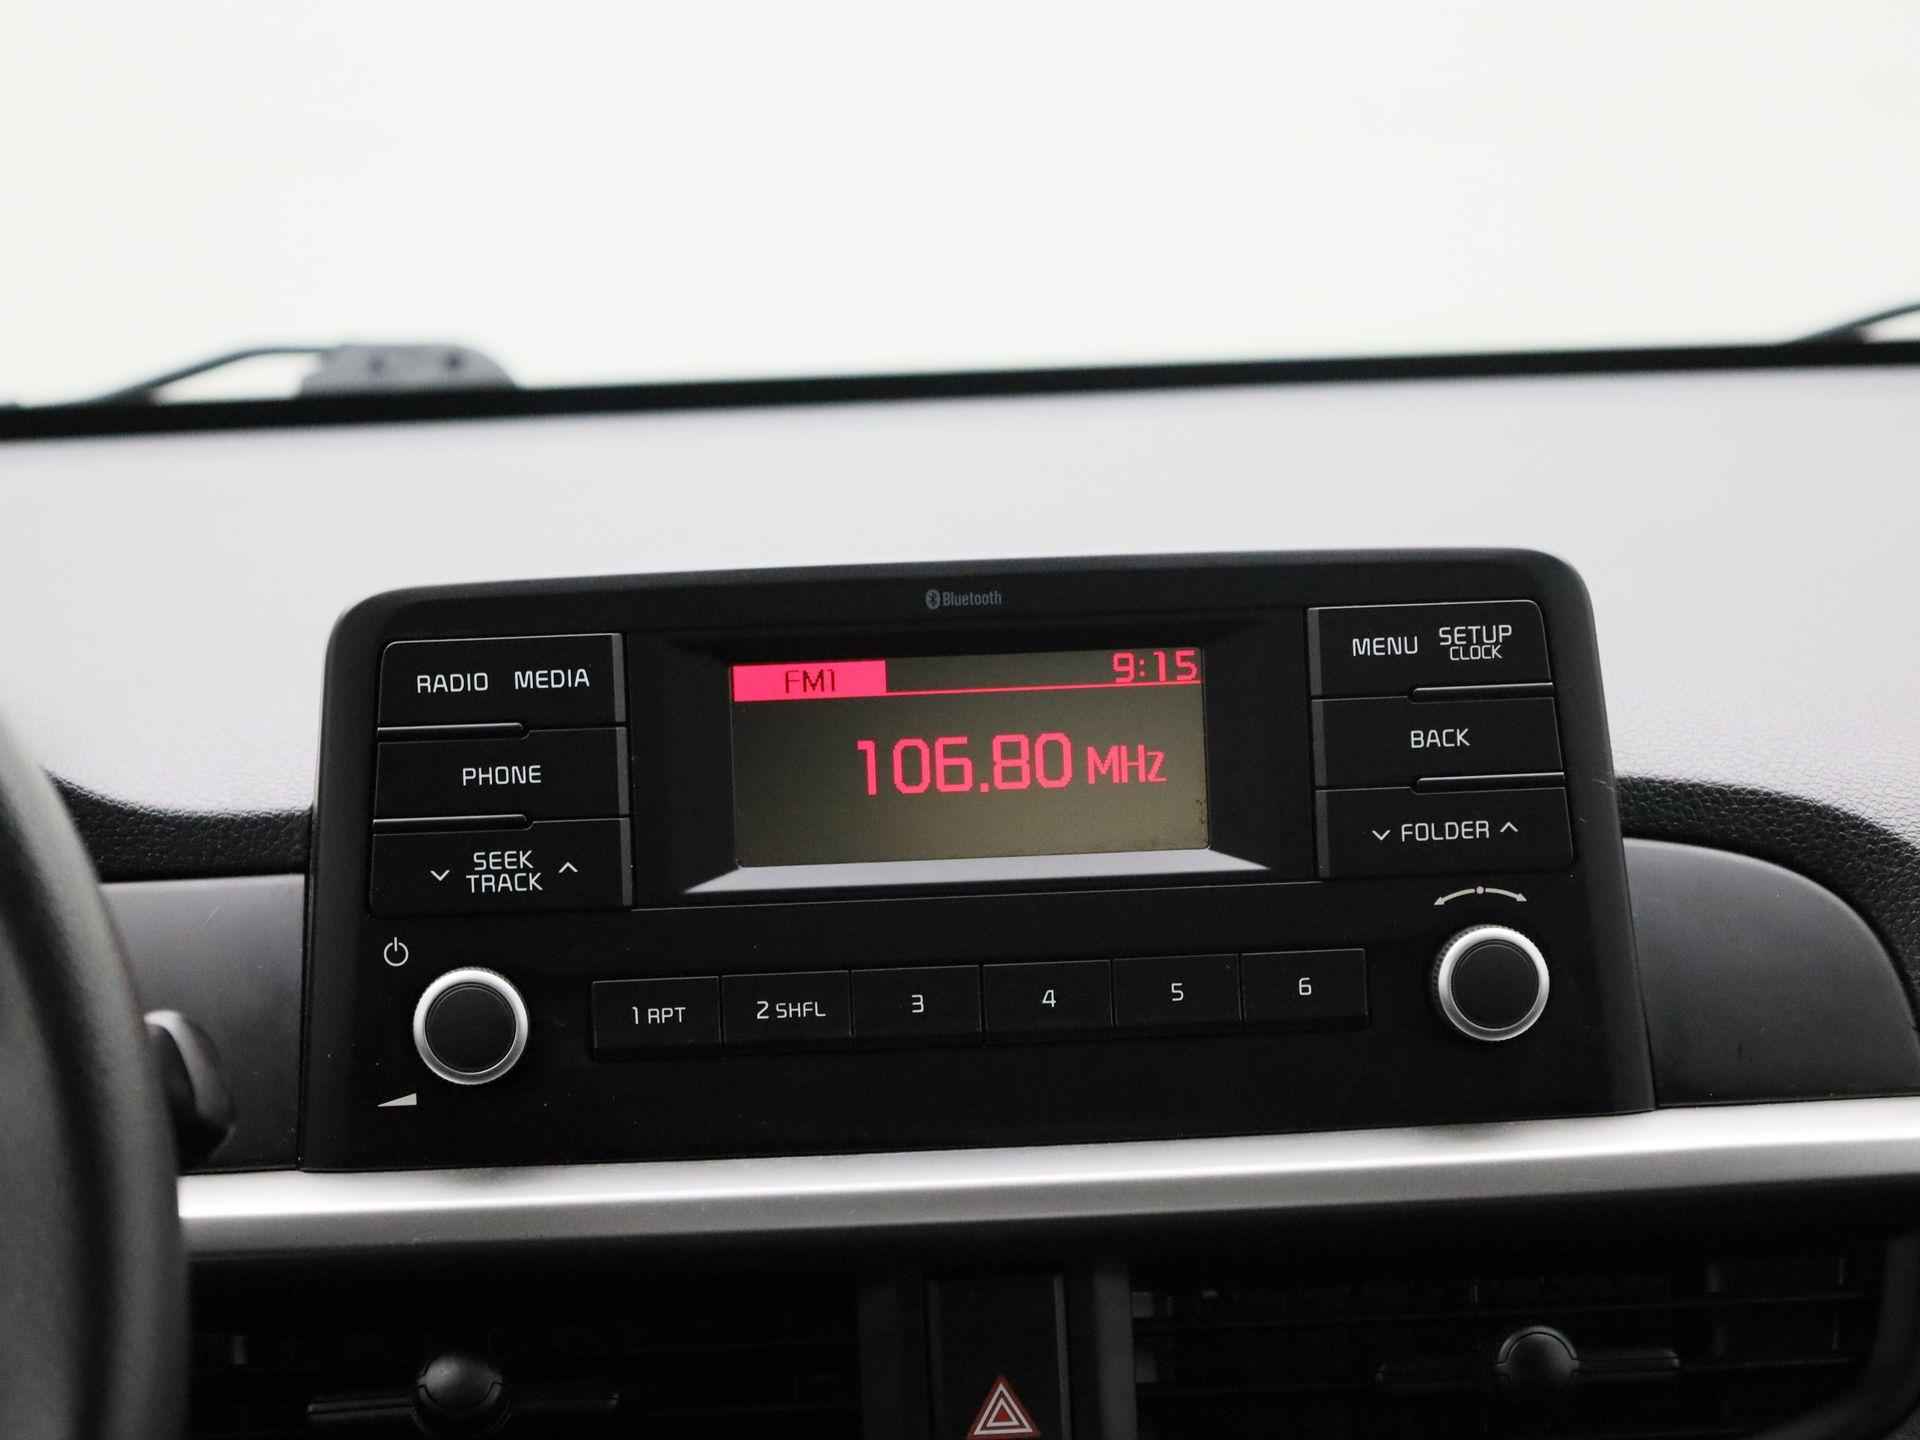 Bluetooth
RADIO MEDIA
PHONE
SEEK
TRACK
FM1 9:15
106.80 MHz
MENU SETUP
CLOCK
BACK
FOLDER
1 RPT 2 SHFL 3 4 5 6